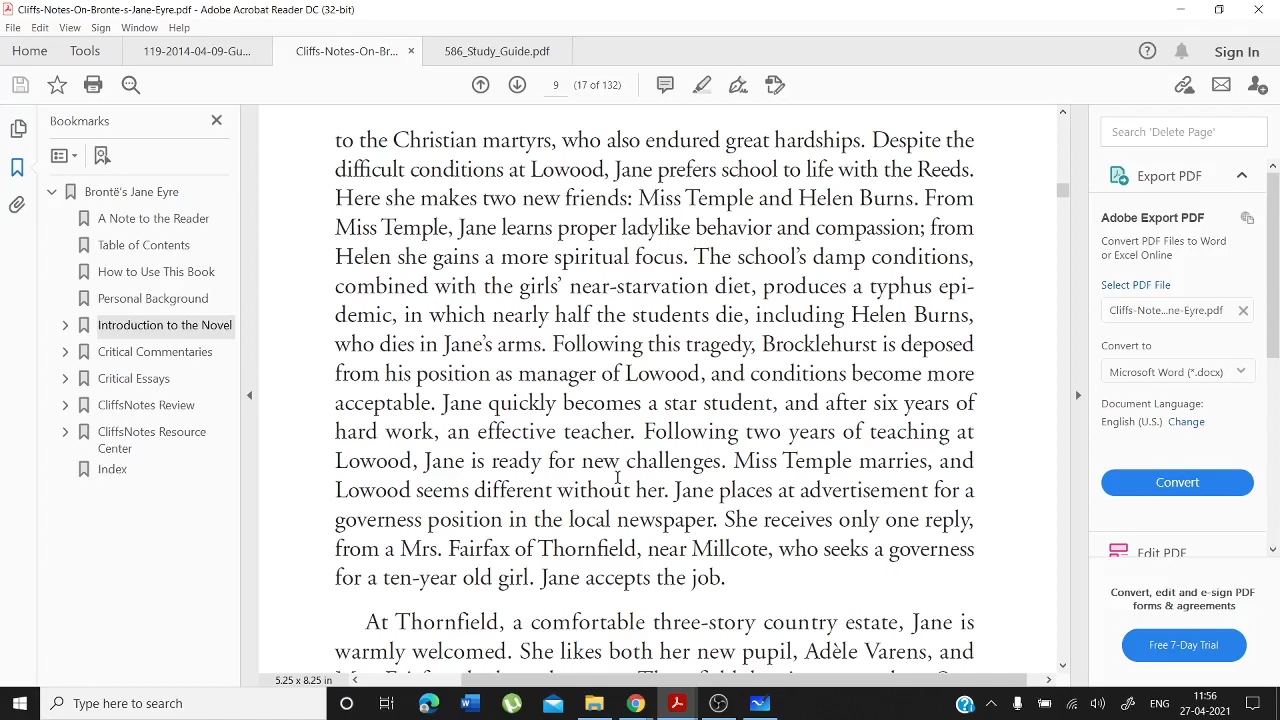 Cliffs-Notes-On-Bronte-s-Jane-Eyre.pdf - Adobe Acrobat Reader DC (32-bit)
File Edit View Sign Window Help
Home Tools 119-2014-04-09-Gu... Cliffs-Notes-On-Br... × 586_Study_Guide.pdf Sign In
9 (17 of 132)
Bookmarks
Brontë's Jane Eyre
A Note to the Reader
Table of Contents
How to Use This Book
Personal Background
Introduction to the Novel
Critical Commentaries
Critical Essays
CliffsNotes Review
CliffsNotes Resource
Center
Index
to the Christian martyrs, who also endured great hardships. Despite the
difficult conditions at Lowood, Jane prefers school to life with the Reeds.
Here she makes two new friends: Miss Temple and Helen Burns. From
Miss Temple, Jane learns proper ladylike behavior and compassion; from
Helen she gains a more spiritual focus. The school's damp conditions,
combined with the girls' near-starvation diet, produces a typhus epi-
demic, in which nearly half the students die, including Helen Burns,
who dies in Jane's arms. Following this tragedy, Brocklehurst is deposed
from his position as manager of Lowood, and conditions become more
acceptable. Jane quickly becomes a star student, and after six years of
hard work, an effective teacher. Following two years of teaching at
Lowood, Jane is ready for new challenges. Miss Temple marries, and
Lowood seems different without her. Jane places at advertisement for a
governess position in the local newspaper. She receives only one reply,
from a Mrs. Fairfax of Thornfield, near Millcote, who seeks a governess
for a ten-year old girl. Jane accepts the job.
At Thornfield, a comfortable three-story country estate, Jane is
warmly welcomed. She likes both her new pupil, Adèle Varens, and
5.25 x 8.25 in
Search 'Delete Page'
Export PDF
Adobe Export PDF
Convert PDF Files to Word
or Excel Online
Select PDF File
Cliffs-Note...ne-Eyre.pdf
Convert to
Microsoft Word (*.docx)
Document Language:
English (U.S.) Change
Convert
Edit PDF
Convert, edit and e-sign PDF
forms & agreements
Free 7-Day Trial
Type here to search
ENG
11:56
27-04-2021